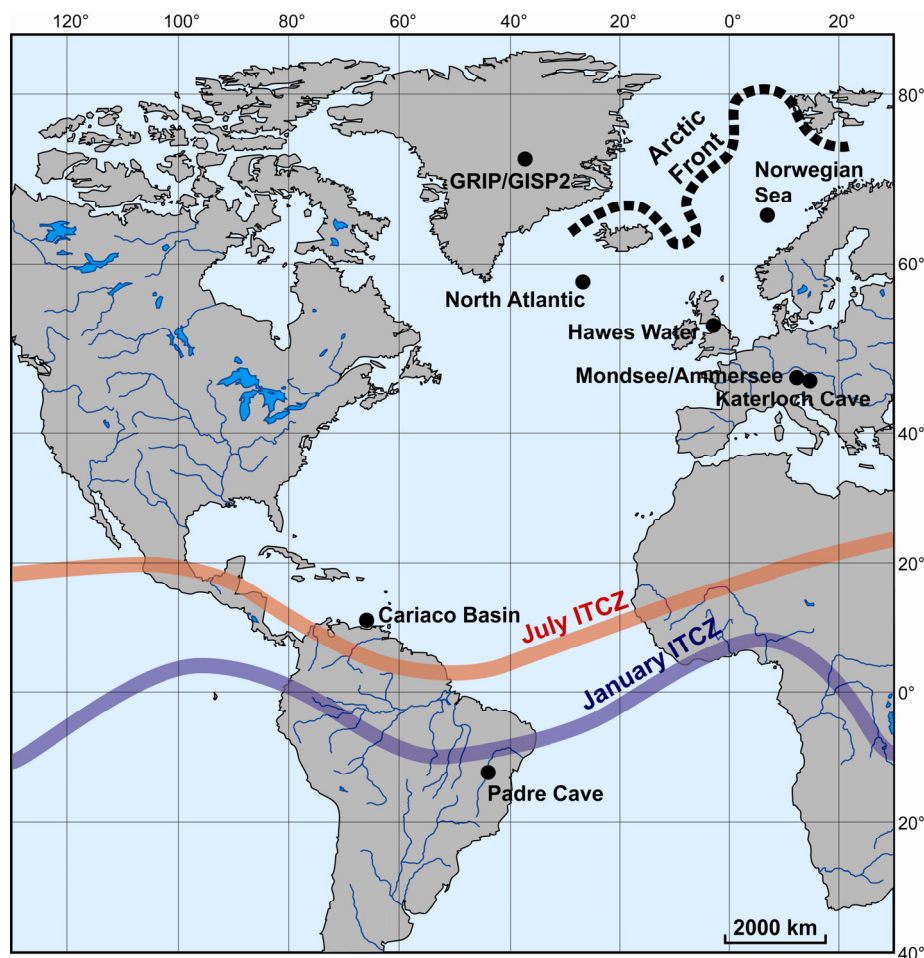 120° 100° 80° 60° 40° 20° 0° 20°
80°
Arctic
Front
GRIP/GISP2
Norwegian
Sea
60°
North Atlantic
Hawes Water
Mondsee/Ammersee
Katerloch Cave
40°
20°
Cariaco Basin
July ITCZ
January ITCZ
0°
Padre Cave
20°
2000 km
40°